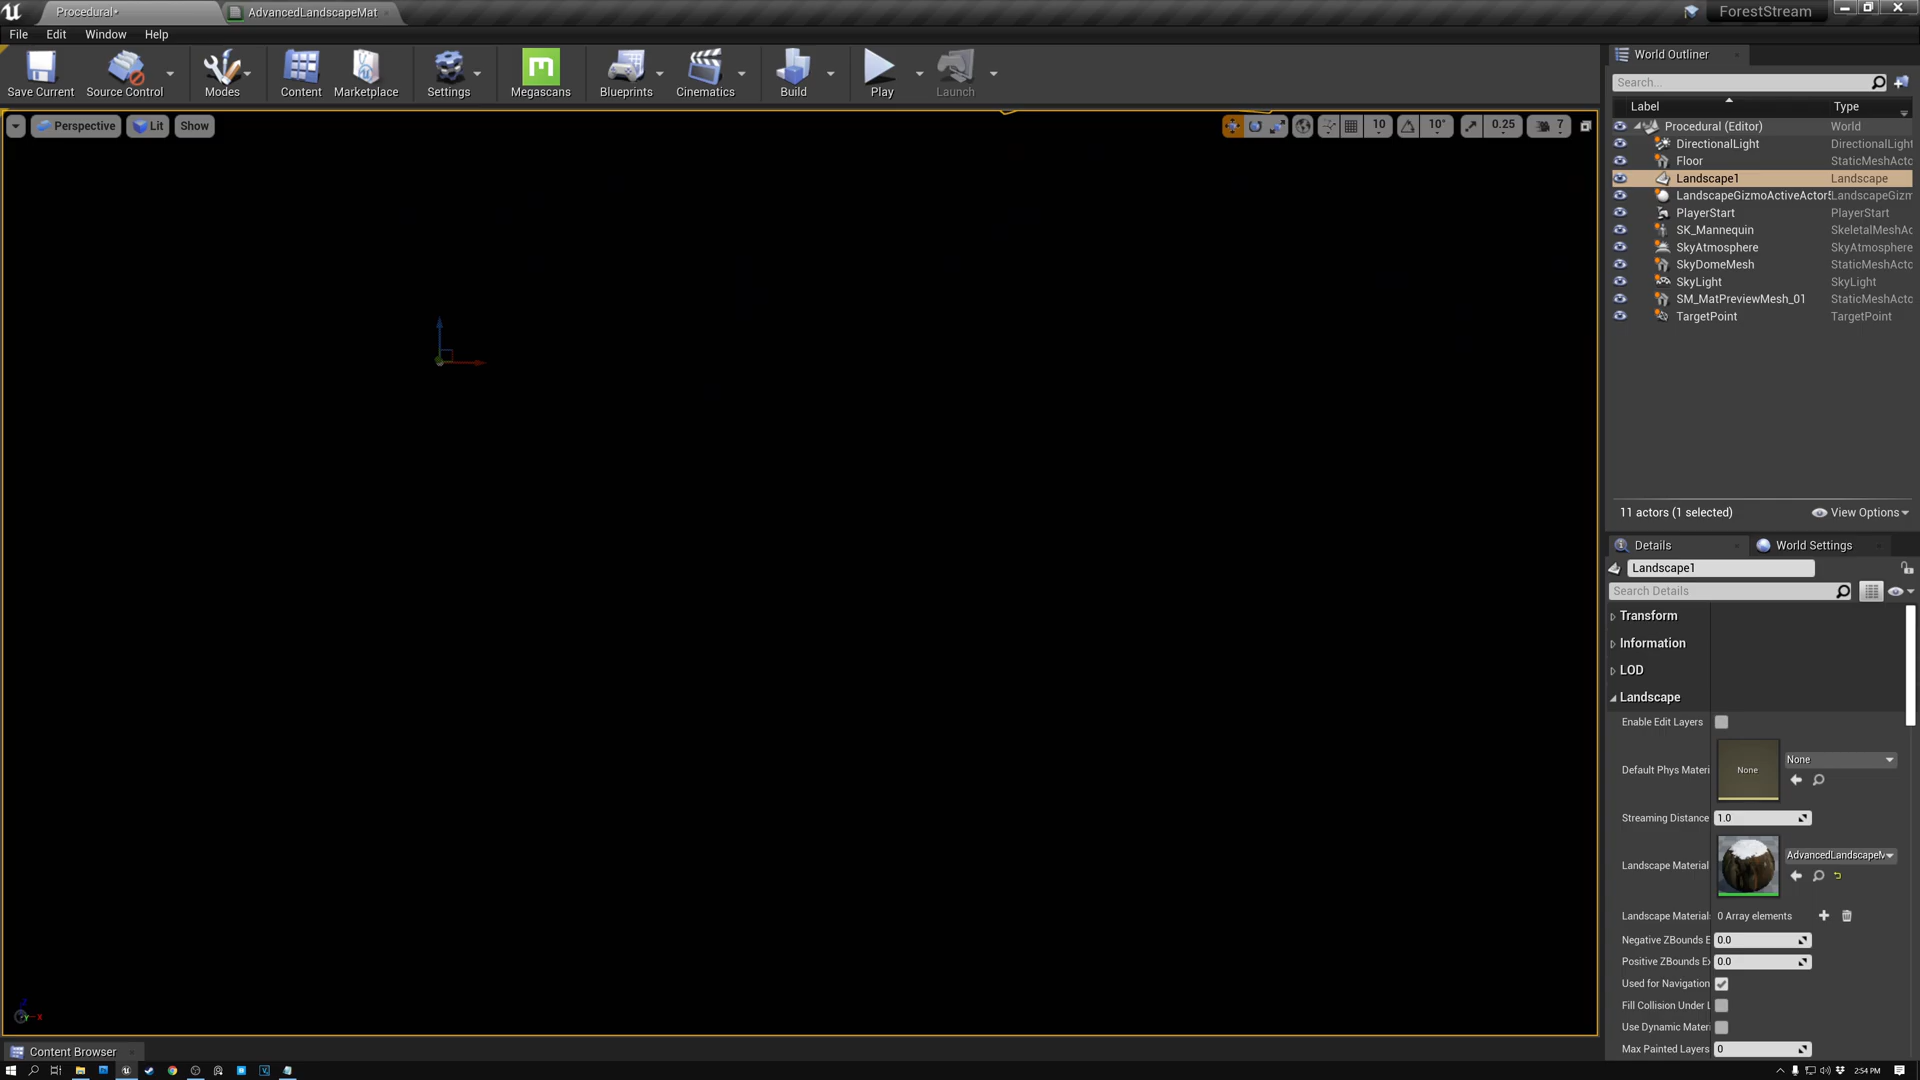 Procedural*
AdvancedLandscapeMat
ForestStream
File Edit Window Help
Save Current
Source Control
Modes
Content
Marketplace
Settings
Megascans
Blueprints
Cinematics
Build
Play
Launch
Perspective
Lit
Show
10
10°
0.25
7
World Outliner
Search...
Label Type
Procedural (Editor) World
DirectionalLight DirectionalLight
Floor StaticMeshActo
Landscape1 Landscape
LandscapeGizmoActiveActor LandscapeGizm
PlayerStart PlayerStart
SK_Mannequin SkeletalMeshAc
SkyAtmosphere SkyAtmosphere
SkyDomeMesh StaticMeshActo
SkyLight SkyLight
SM_MatPreviewMesh_01 StaticMeshActo
TargetPoint TargetPoint
11 actors (1 selected)
View Options
Details
World Settings
Landscape1
Search Details
Transform
Information
LOD
Landscape
Enable Edit Layers
Default Phys Materi
None
None
Streaming Distance 1.0
Landscape Material
AdvancedLandscapeM
Landscape Material 0 Array elements
Negative ZBounds E 0.0
Positive ZBounds Ex 0.0
Used for Navigation
Fill Collision Under L
Use Dynamic Mater
Max Painted Layers 0
Z
Y
X
Content Browser
2:54 PM